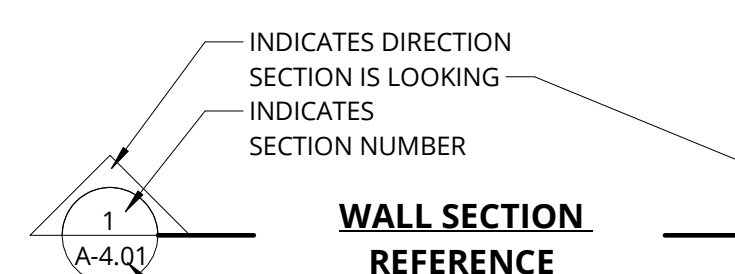 INDICATES DIRECTION
SECTION IS LOOKING
INDICATES
SECTION NUMBER
1
A-4.01
WALL SECTION
REFERENCE